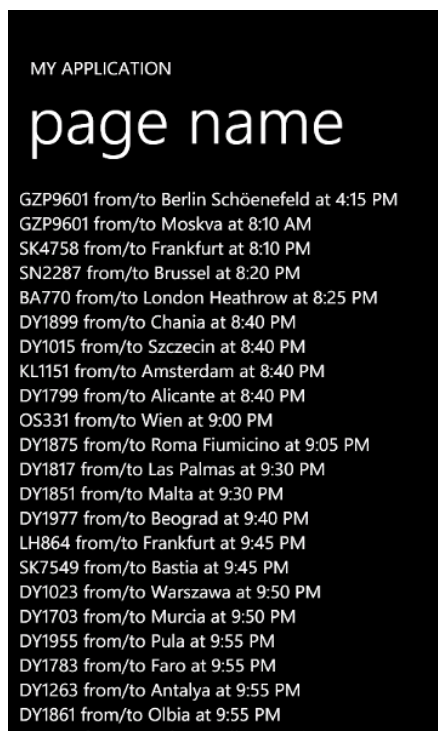 MY APPLICATION
page name
GZP9601 from/to Berlin Schöenefeld at 4:15 PM
GZP9601 from/to Moskva at 8:10 AM
SK4758 from/to Frankfurt at 8:10 PM
SN2287 from/to Brussel at 8:20 PM
BA770 from/to London Heathrow at 8:25 PM
DY1899 from/to Chania at 8:40 PM
DY1015 from/to Szczecin at 8:40 PM
KL1151 from/to Amsterdam at 8:40 PM
DY1799 from/to Alicante at 8:40 PM
OS331 from/to Wien at 9:00 PM
DY1875 from/to Roma Fiumicino at 9:05 PM
DY1817 from/to Las Palmas at 9:30 PM
DY1851 from/to Malta at 9:30 PM
DY1977 from/to Beograd at 9:40 PM
LH864 from/to Frankfurt at 9:45 PM
SK7549 from/to Bastia at 9:45 PM
DY1023 from/to Warszawa at 9:50 PM
DY1703 from/to Murcia at 9:50 PM
DY1955 from/to Pula at 9:55 PM
DY1783 from/to Faro at 9:55 PM
DY1263 from/to Antalya at 9:55 PM
DY1861 from/to Olbia at 9:55 PM